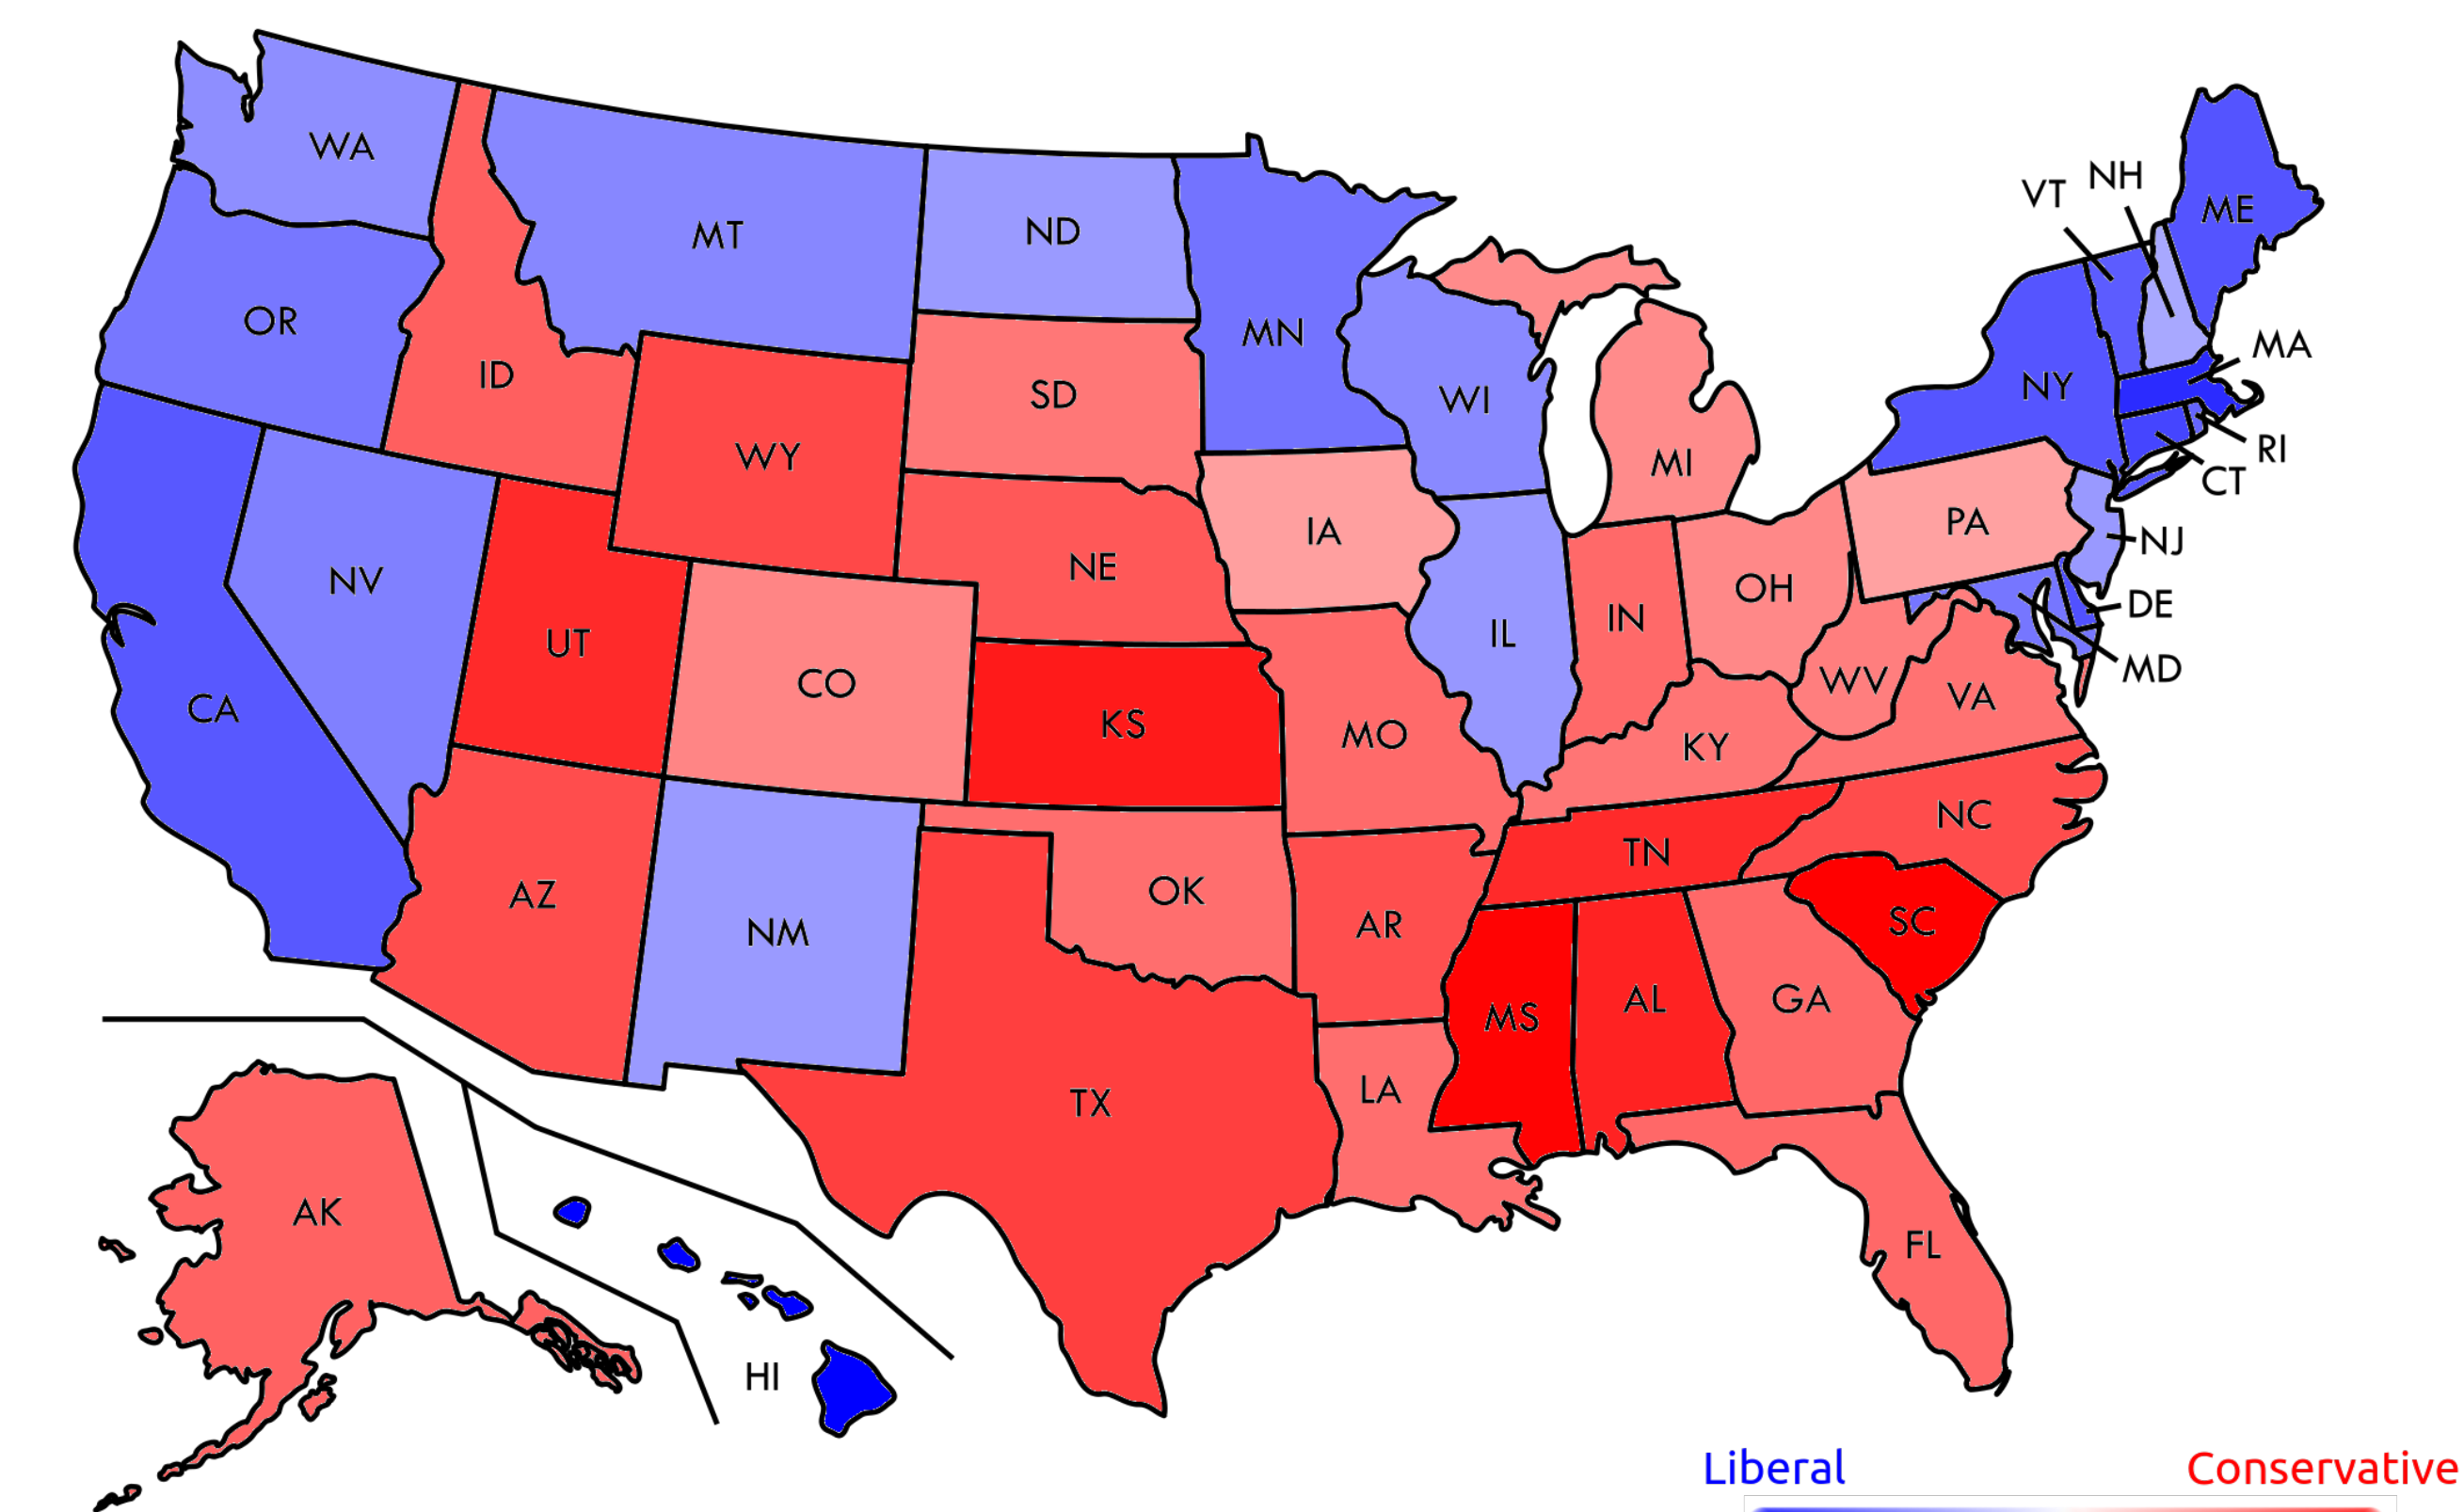 WA
MT
ND
MN
OR
ID
WY
SD
WI
MI
VT
NH
ME
MA
NY
RI
CT
NV
UT
CO
NE
IA
IL
IN
OH
PA
NJ
DE
MD
CA
KS
MO
KY
WV
VA
AZ
NM
OK
AR
TN
NC
SC
MS
AL
GA
TX
LA
FL
AK
HI
Liberal
Conservative